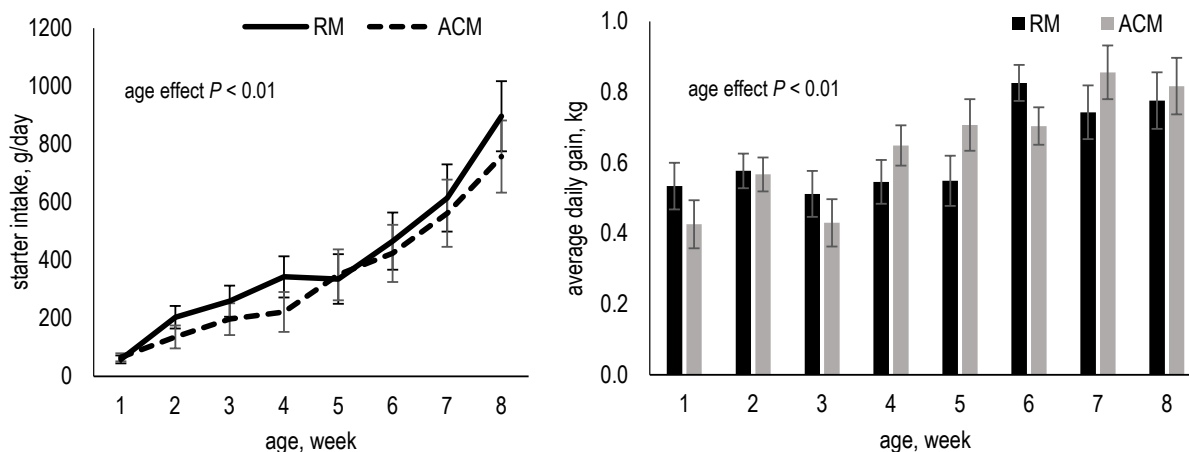 RM ACM
age effect P < 0.01
starter intake, g/day
1200
1000
800
600
400
200
0
1 2 3 4 5 6 7 8
age, week
RM ACM
age effect P < 0.01
average daily gain, kg
1.0
0.8
0.6
0.4
0.2
0.0
1 2 3 4 5 6 7 8
age, week